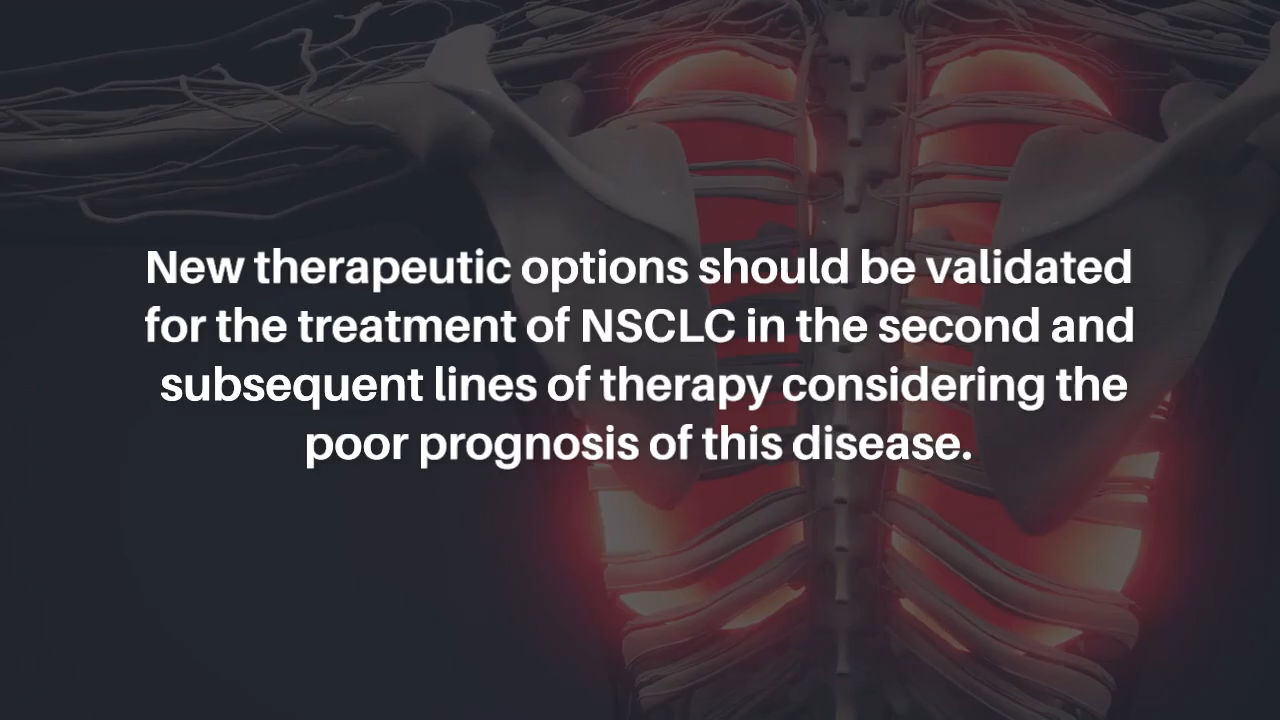 New therapeutic options should be validated
for the treatment of NSCLC in the second and
subsequent lines of therapy considering the
poor prognosis of this disease.